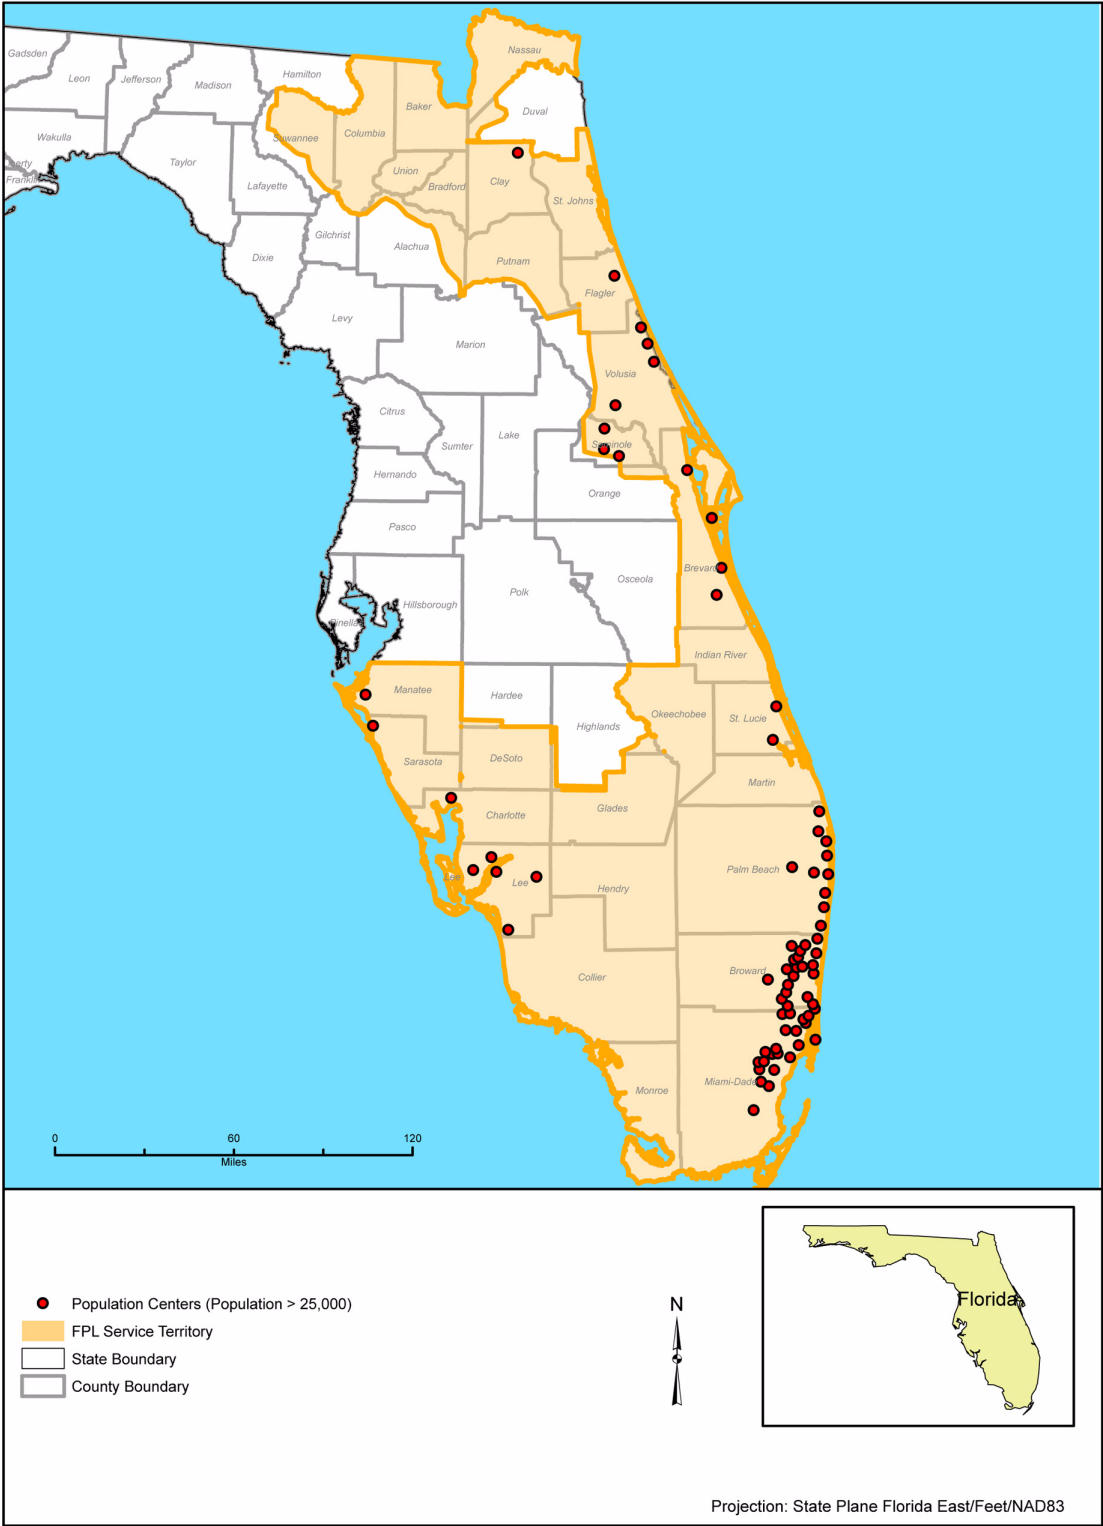 Nassau
Gadsden
Hamilton
Leon
Jefferson
Madison
Baker
Duval
Columbia
Suwannee
Wakulla
Taylor
erty
Union
Clay
Franklin
Lafayette
Bradford
St. Johns
Gilchrist
Alachua
Dixie
Putnam
Flagler
Levy
Marion
Volusia
Citrus
Lake
Sumter
Seminole
Hernando
Orange
Pasco
Brevard
Osceola
Polk
Hillsborough
Pinellas
Indian River
Manatee
Hardee
Okeechobee
St. Lucie
Highlands
DeSoto
Sarasota
Martin
Glades
Charlotte
Palm Beach
Lee
Lee
Hendry
Broward
Collier
Miami-Dade
Monroe
0 60 120
Miles
Population Centers (Population > 25,000)
FPL Service Territory
State Boundary
County Boundary
N
Florida
Projection: State Plane Florida East/Feet/NAD83